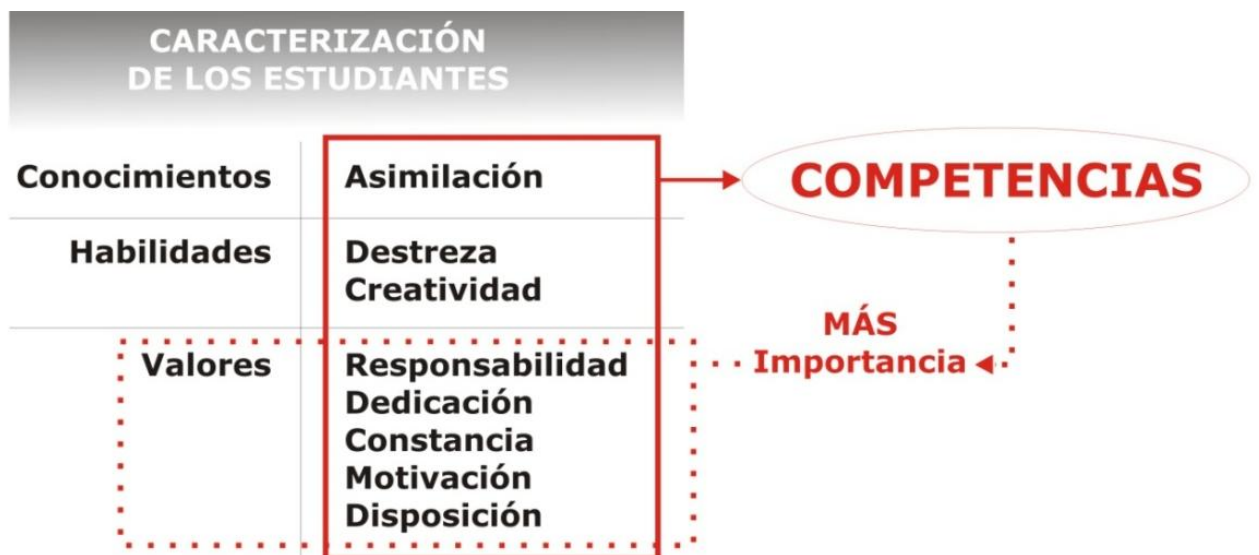 CARACTERIZACIÓN
DE LOS ESTUDIANTES
Conocimientos
Asimilación
COMPETENCIAS
Habilidades
Destreza
Creatividad
MÁS
Importancia
Valores
Responsabilidad
Dedicación
Constancia
Motivación
Disposición